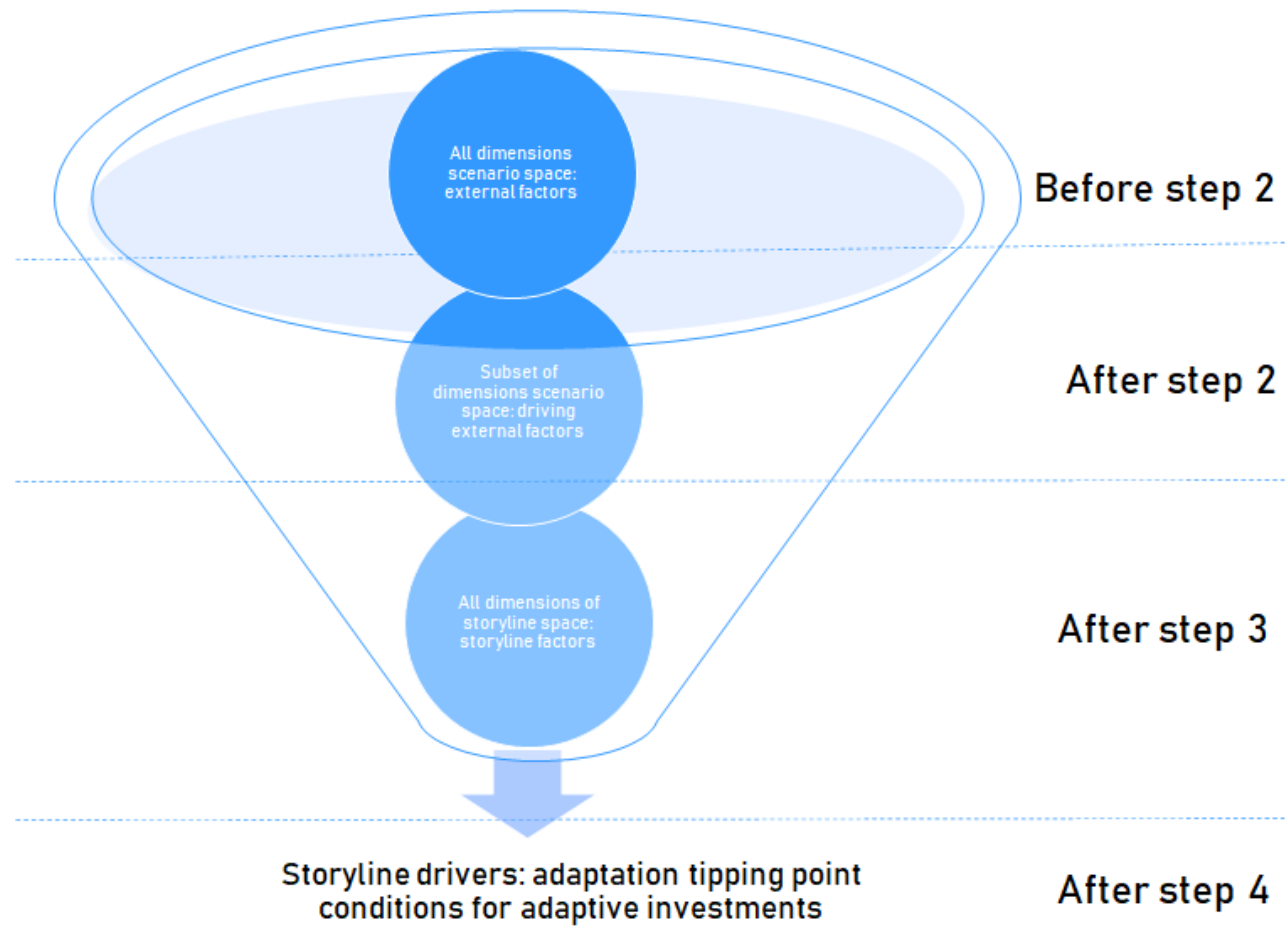 All dimensions
scenario space:
external factors
Before step 2
Subset of
dimensions scenario
space: driving
external factors
After step 2
All dimensions of
storyline space:
storyline factors
After step 3
Storyline drivers: adaptation tipping point
conditions for adaptive investments
After step 4